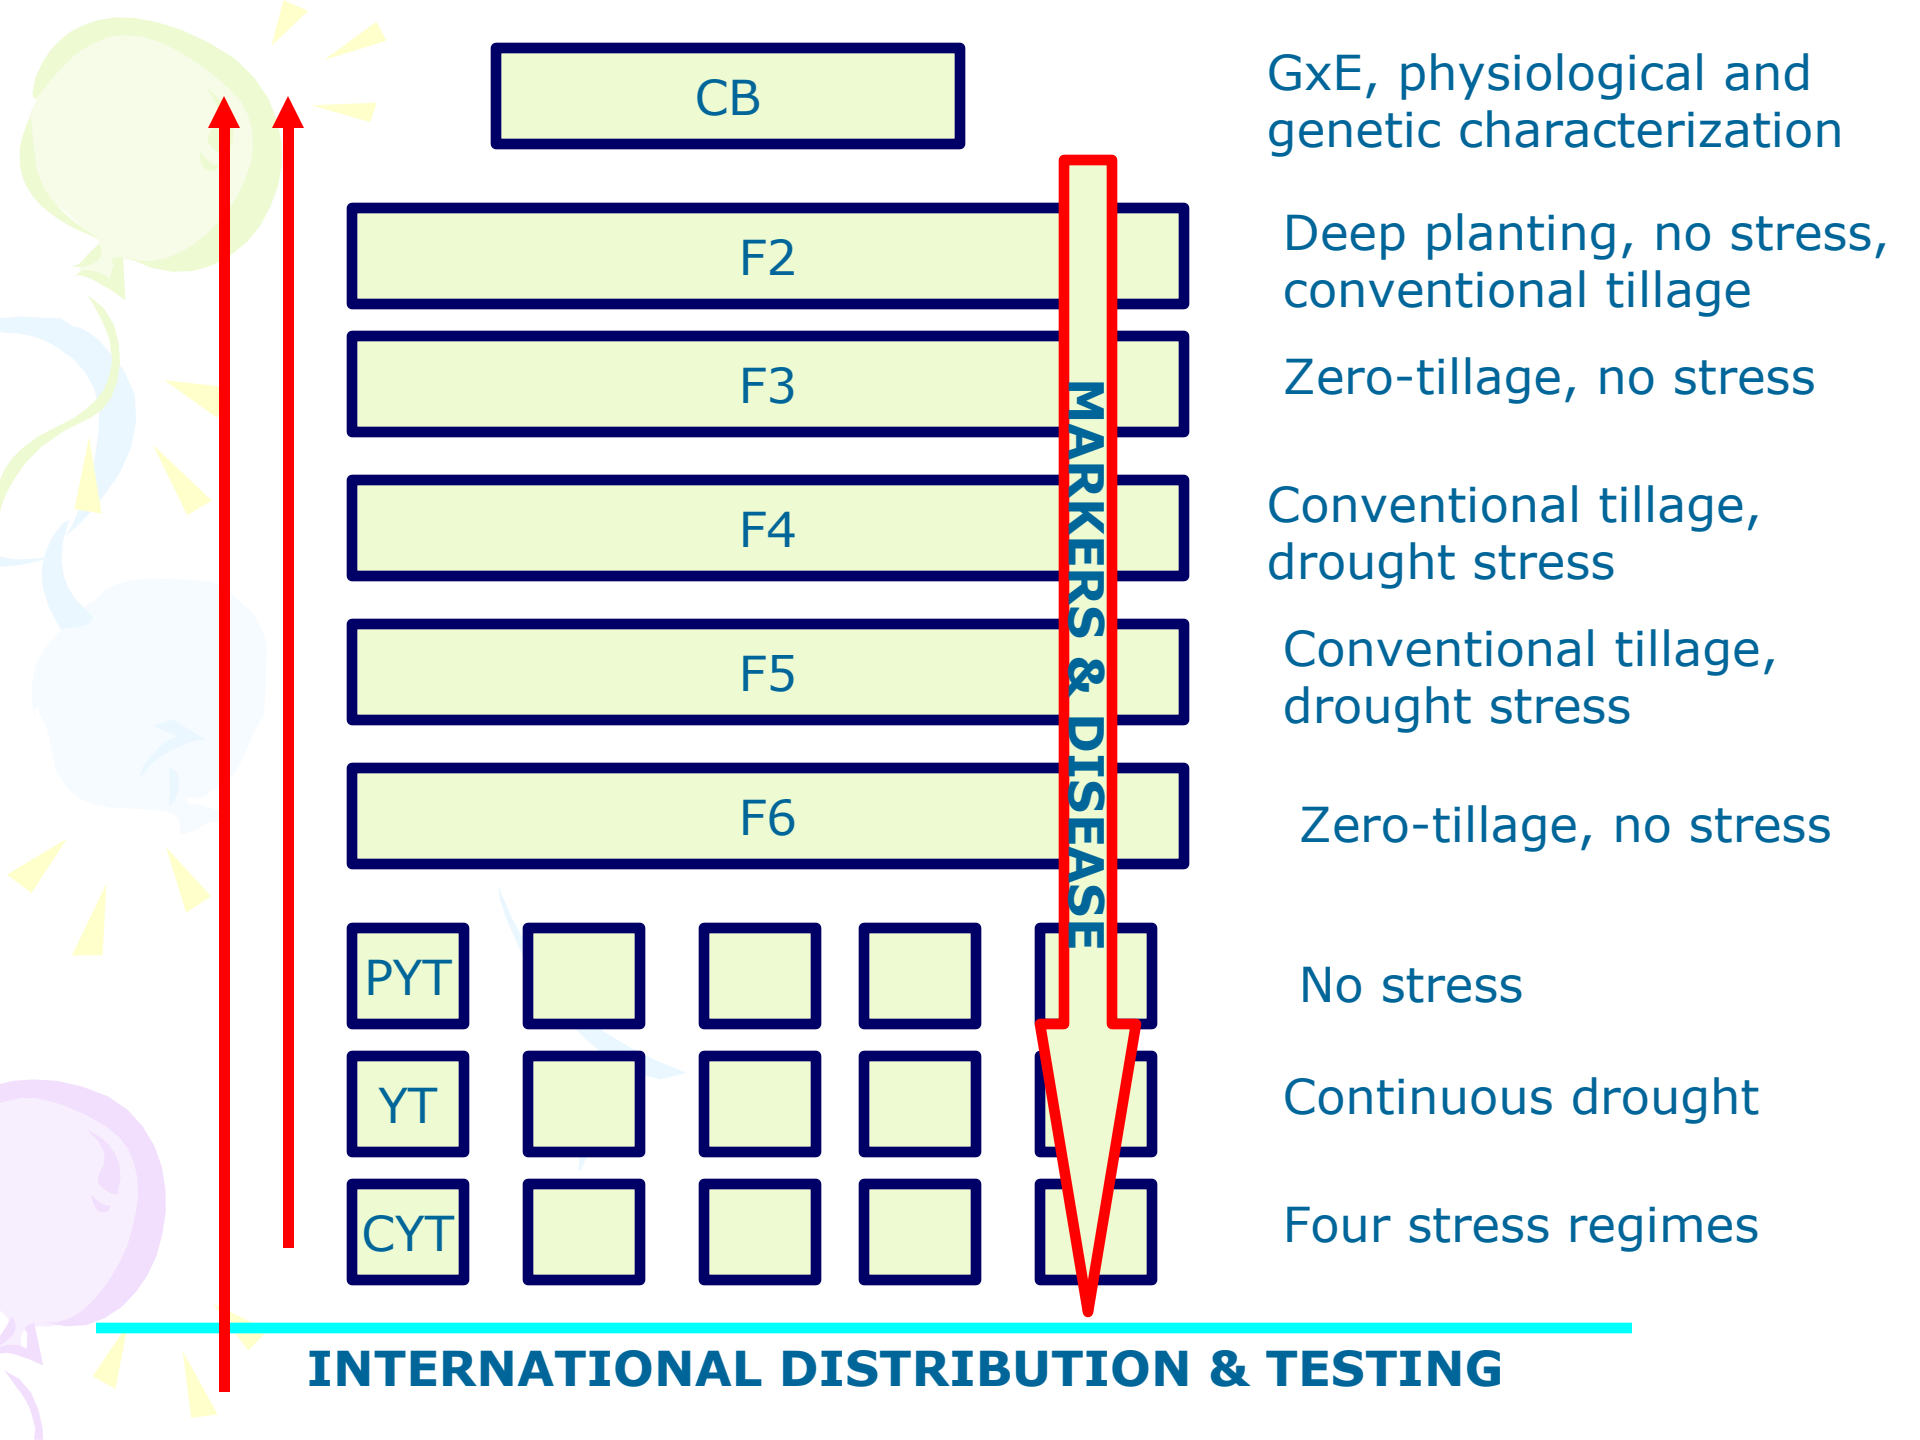 CB
GxE, physiological and
genetic characterization
F2
Deep planting, no stress,
conventional tillage
F3
Zero-tillage, no stress
F4
Conventional tillage,
drought stress
F5
Conventional tillage,
drought stress
F6
Zero-tillage, no stress
MARKERS & DISEASE
PYT
No stress
YT
Continuous drought
CYT
Four stress regimes
INTERNATIONAL DISTRIBUTION & TESTING